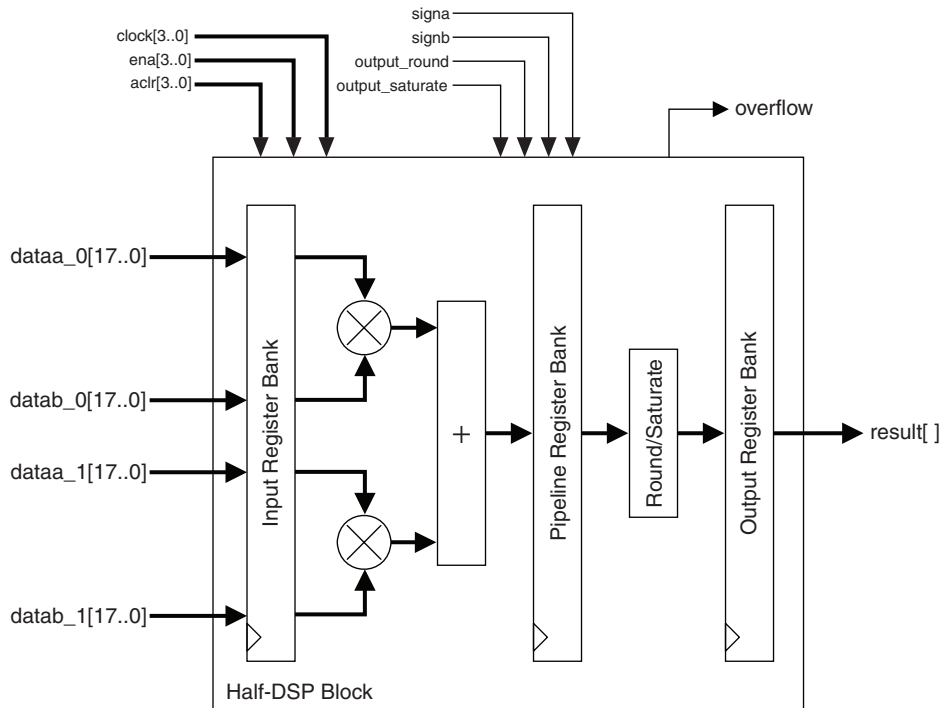 signa
clock[3..0]
signb
ena[3..0]
output_round
aclr[3..0]
output_saturate
overflow
dataa_0[17..0]
datab_0[17..0]
dataa_1[17..0]
datab_1[17..0]
Input Register Bank
+
Pipeline Register Bank
Round/Saturate
Output Register Bank
result[ ]
Half-DSP Block